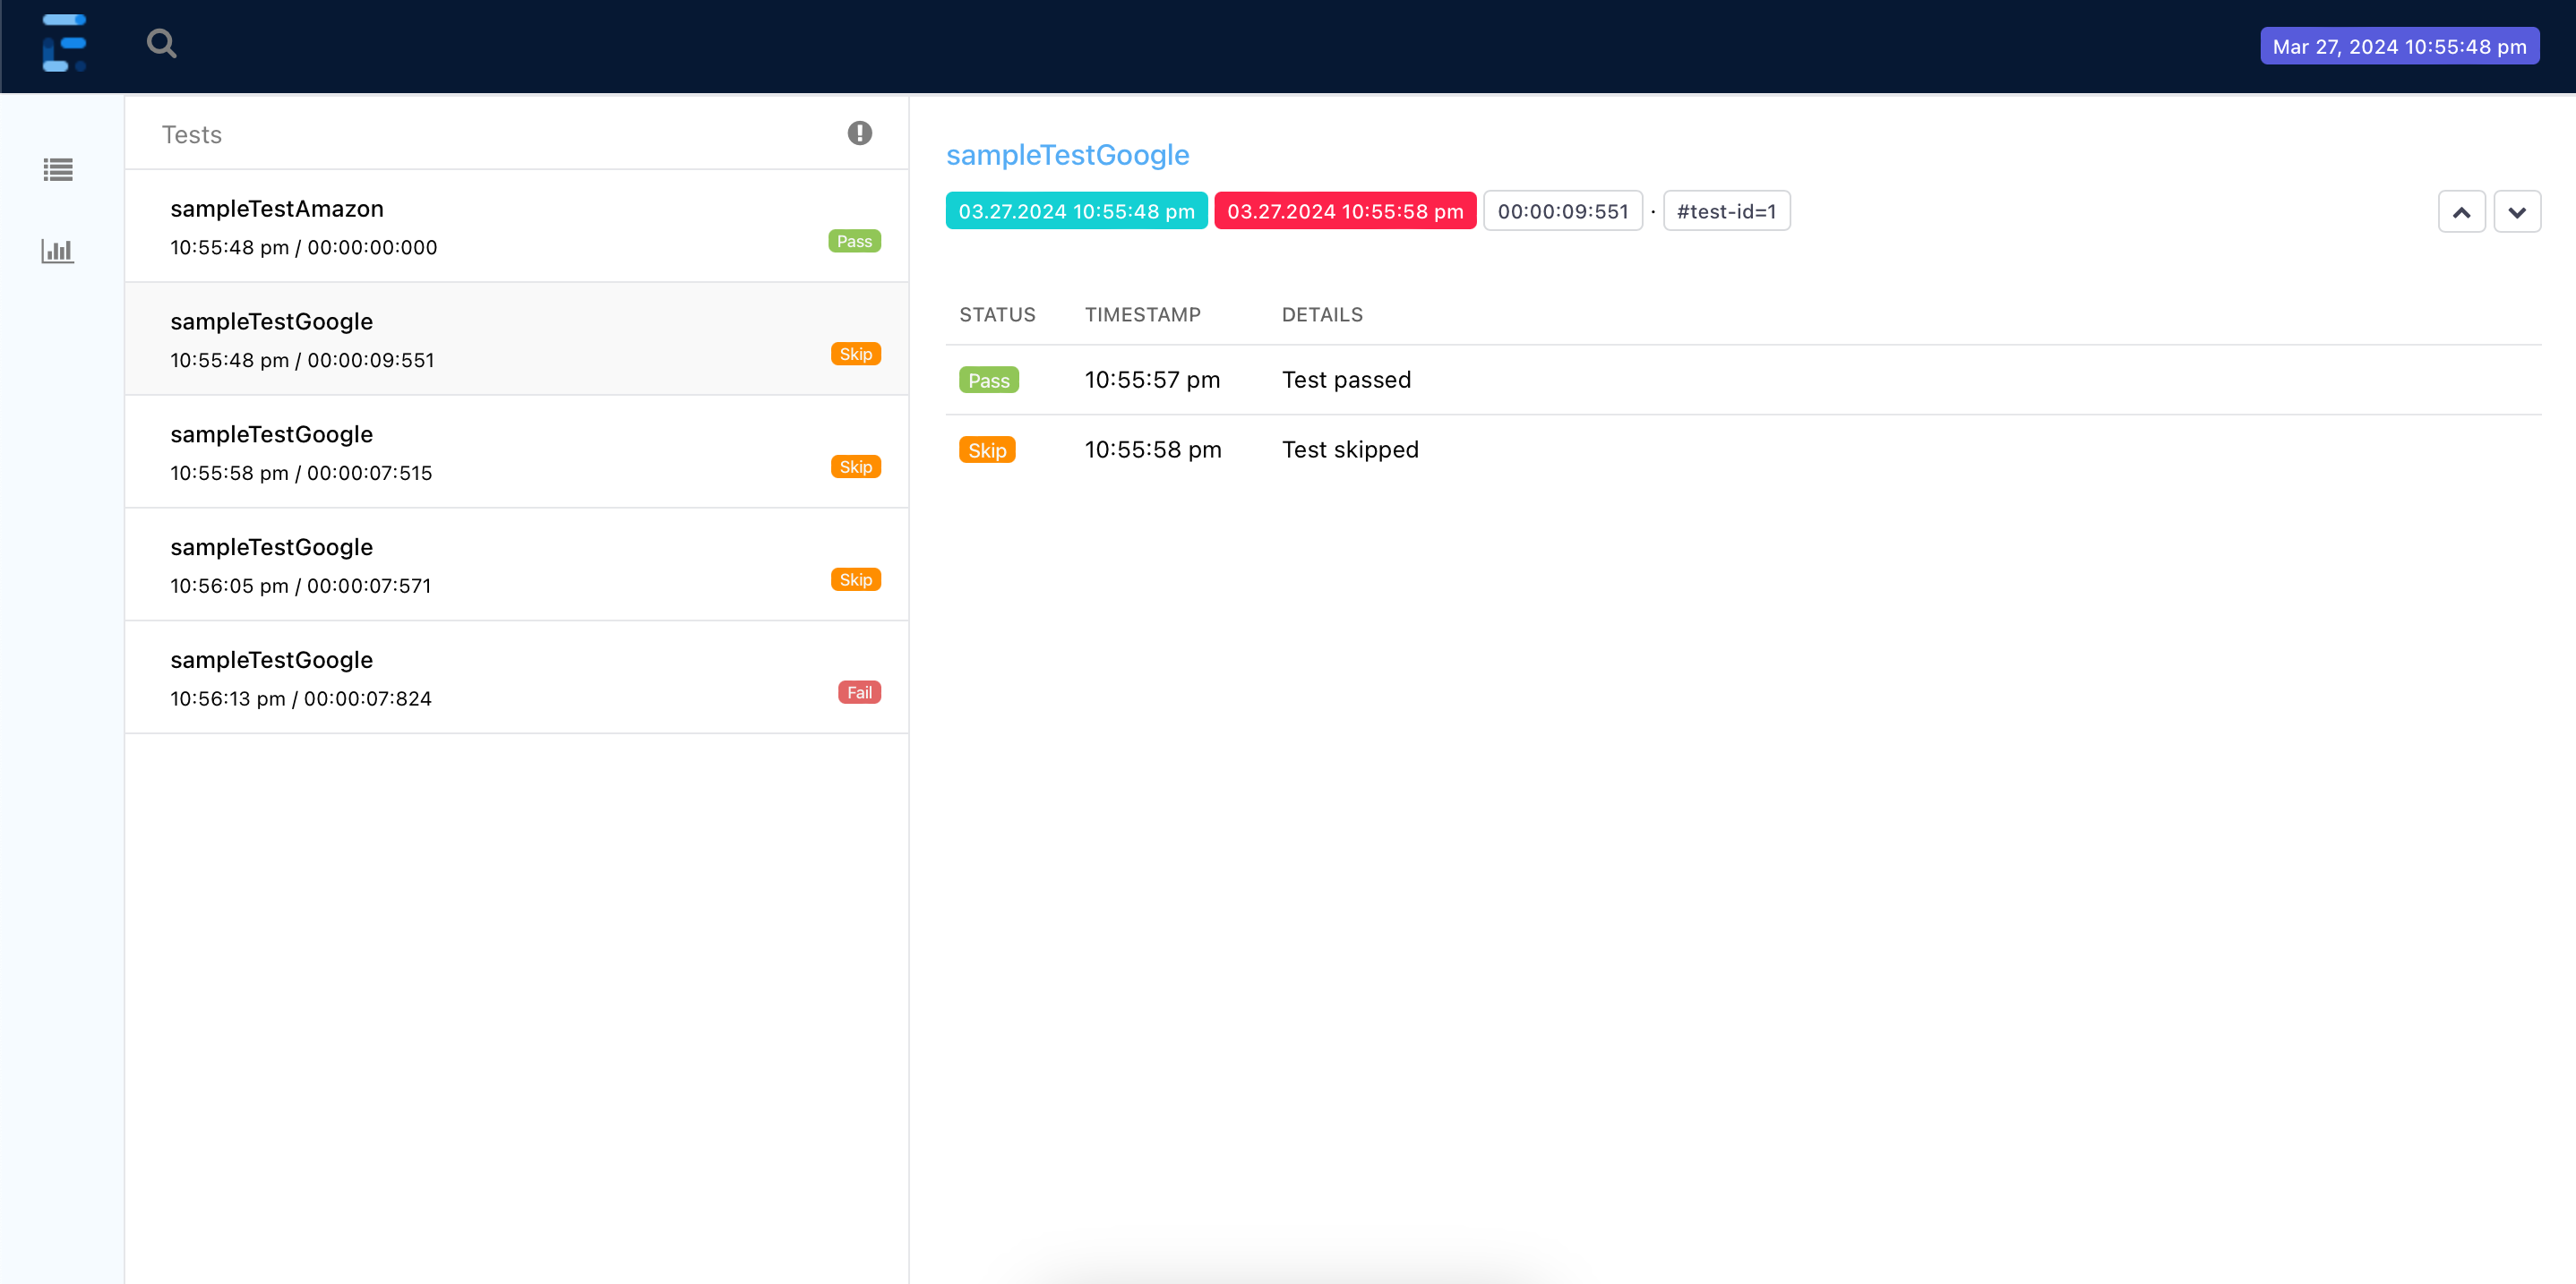 Mar 27, 2024 10:55:48 pm
Tests
sampleTestAmazon
10:55:48 pm / 00:00:00:000
Pass
sampleTestGoogle
10:55:48 pm / 00:00:09:551
Skip
sampleTestGoogle
10:55:58 pm / 00:00:07:515
Skip
sampleTestGoogle
10:56:05 pm / 00:00:07:571
Skip
sampleTestGoogle
10:56:13 pm / 00:00:07:824
Fail
sampleTestGoogle
03.27.2024 10:55:48 pm 03.27.2024 10:55:58 pm 00:00:09:551 · #test-id=1
STATUS TIMESTAMP DETAILS
Pass 10:55:57 pm Test passed
Skip 10:55:58 pm Test skipped